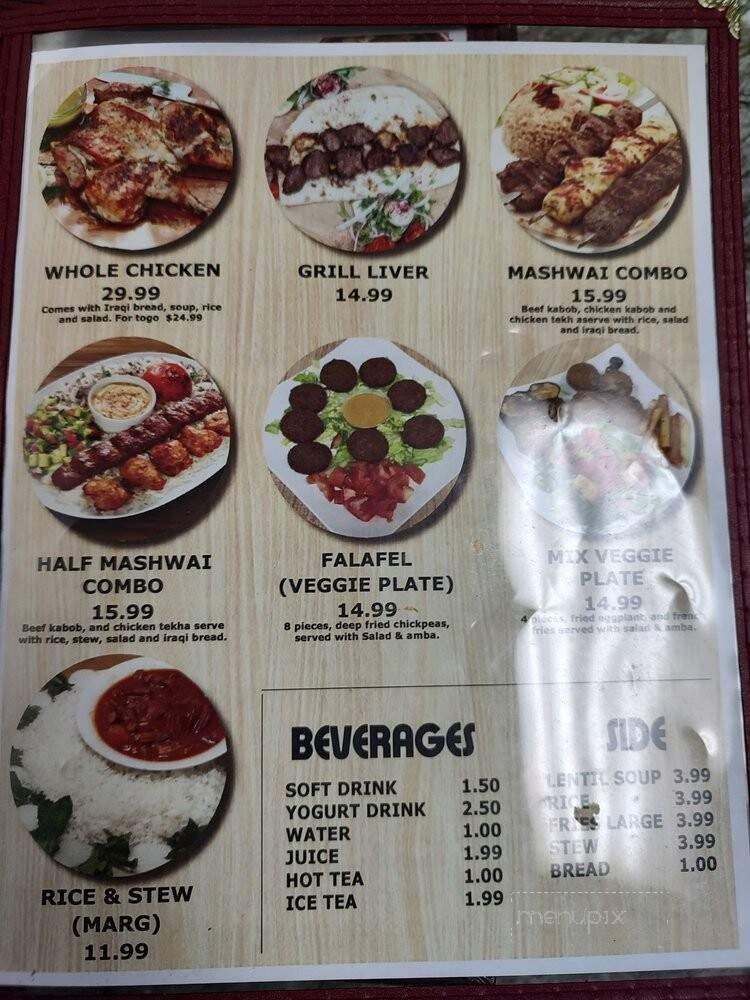 WHOLE CHICKEN
29.99
Comes with Iraqi bread, soup, rice
and salad. For togo $24.99
GRILL LIVER
14.99
MASHWAI COMBO
15.99
Beef kabob, chicken kabob and
chicken tekh aserve with rice, salad
and iraqi bread.
HALF MASHWAI
COMBO
15.99
Beef kabob, and chicken tekha serve
with rice, stew, salad and iraqi bread.
FALAFEL
(VEGGIE PLATE)
14.99
8 pieces, deep fried chickpeas,
served with Salad & amba.
MIX VEGGIE
PLATE
14.99
4 pieces, fried eggplant, and french
fries served with salad & amba.
RICE & STEW
(MARG)
11.99
BEVERAGES
SOFT DRINK 1.50
YOGURT DRINK 2.50
WATER 1.00
JUICE 1.99
HOT TEA 1.00
ICE TEA 1.99
SIDE
LENTIL SOUP 3.99
RICE 3.99
FRIES LARGE 3.99
STEW 3.99
BREAD 1.00
menupix